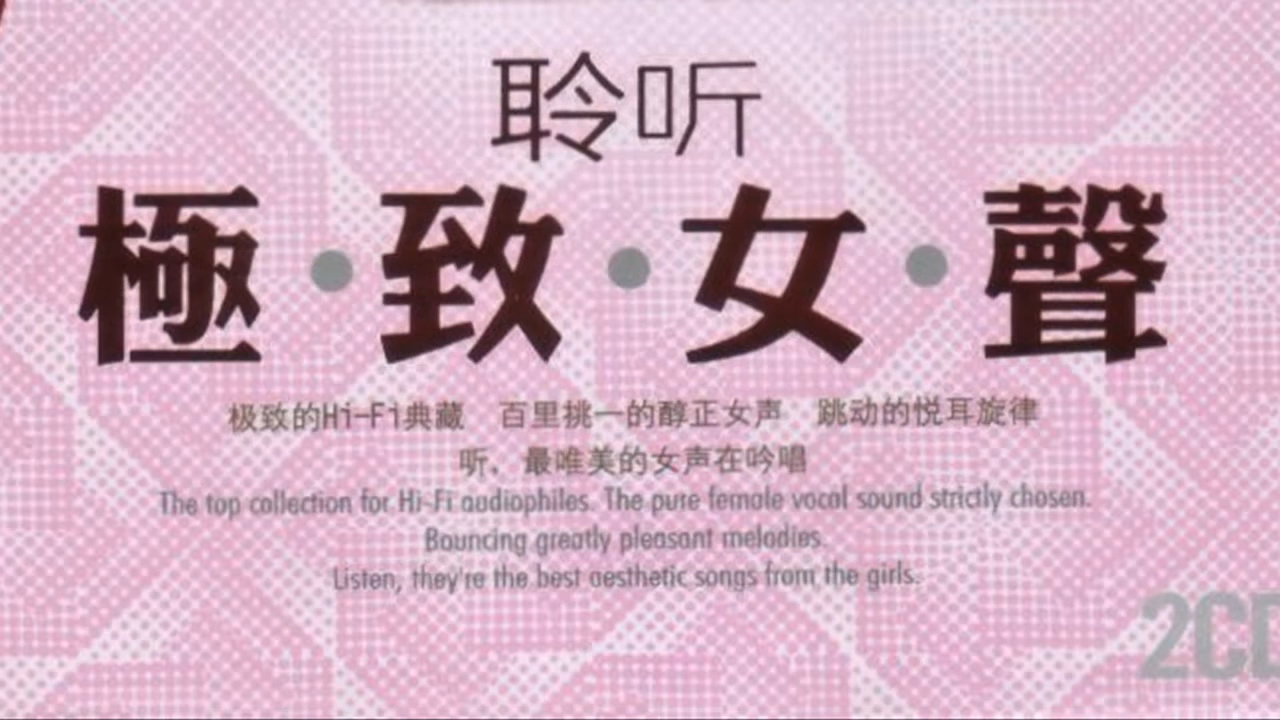 聆听
極·致·女·聲
极致的Hi-Fi典藏 百里挑一的醇正女声 跳动的悦耳旋律
听、最唯美的女声在吟唱
The top collection for Hi-Fi audiophiles. The pure female vocal sound strictly chosen.
Bouncing greatly pleasant melodies.
Listen, they're the best aesthetic songs from the girls.
2CD